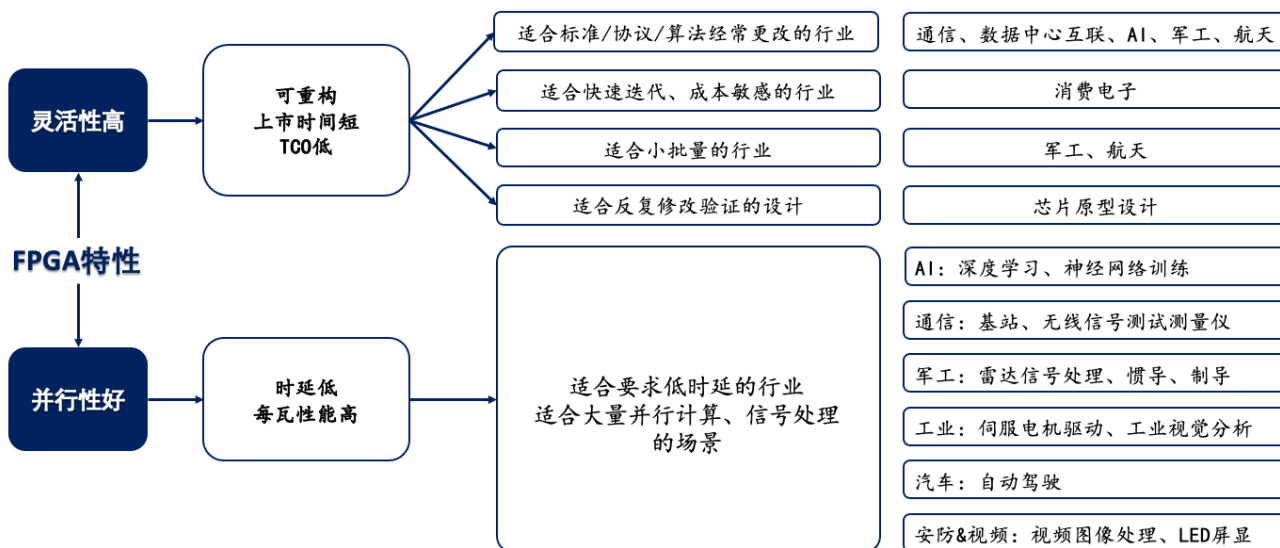 适合标准/协议/算法经常更改的行业
通信、数据中心互联、AI、军工、航天
灵活性高
可重构
上市时间短
TCO低
适合快速迭代、成本敏感的行业
消费电子
适合小批量的行业
军工、航天
适合反复修改验证的设计
芯片原型设计
FPGA特性
并行性好
时延低
每瓦性能高
适合要求低时延的行业
适合大量并行计算、信号处理
的场景
AI: 深度学习、神经网络训练
通信: 基站、无线信号测试测量仪
军工: 雷达信号处理、惯导、制导
工业: 伺服电机驱动、工业视觉分析
汽车: 自动驾驶
安防&视频: 视频图像处理、LED屏显